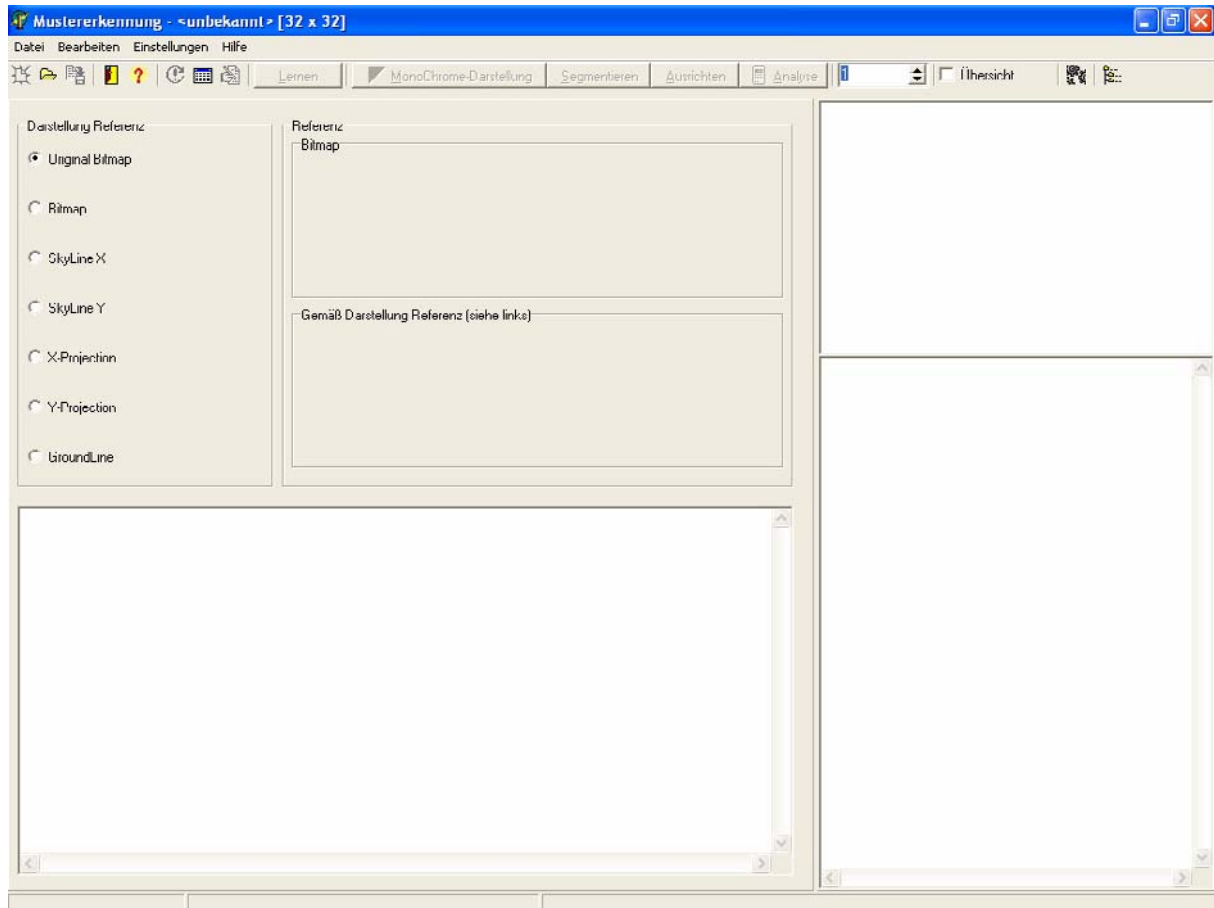 Mustererkennung - <unbekannt> [32 x 32]
Datei Bearbeiten Einstellungen Hilfe
Lernen MonoChrome-Darstellung Segmentieren Ausrichten Analyse 1 Übersicht
Darstellung Referenz
Original Bitmap
Bitmap
SkyLine X
SkyLine Y
X-Projection
Y-Projection
GroundLine
Referenz
Bitmap
Gemäß Darstellung Referenz (siehe links)